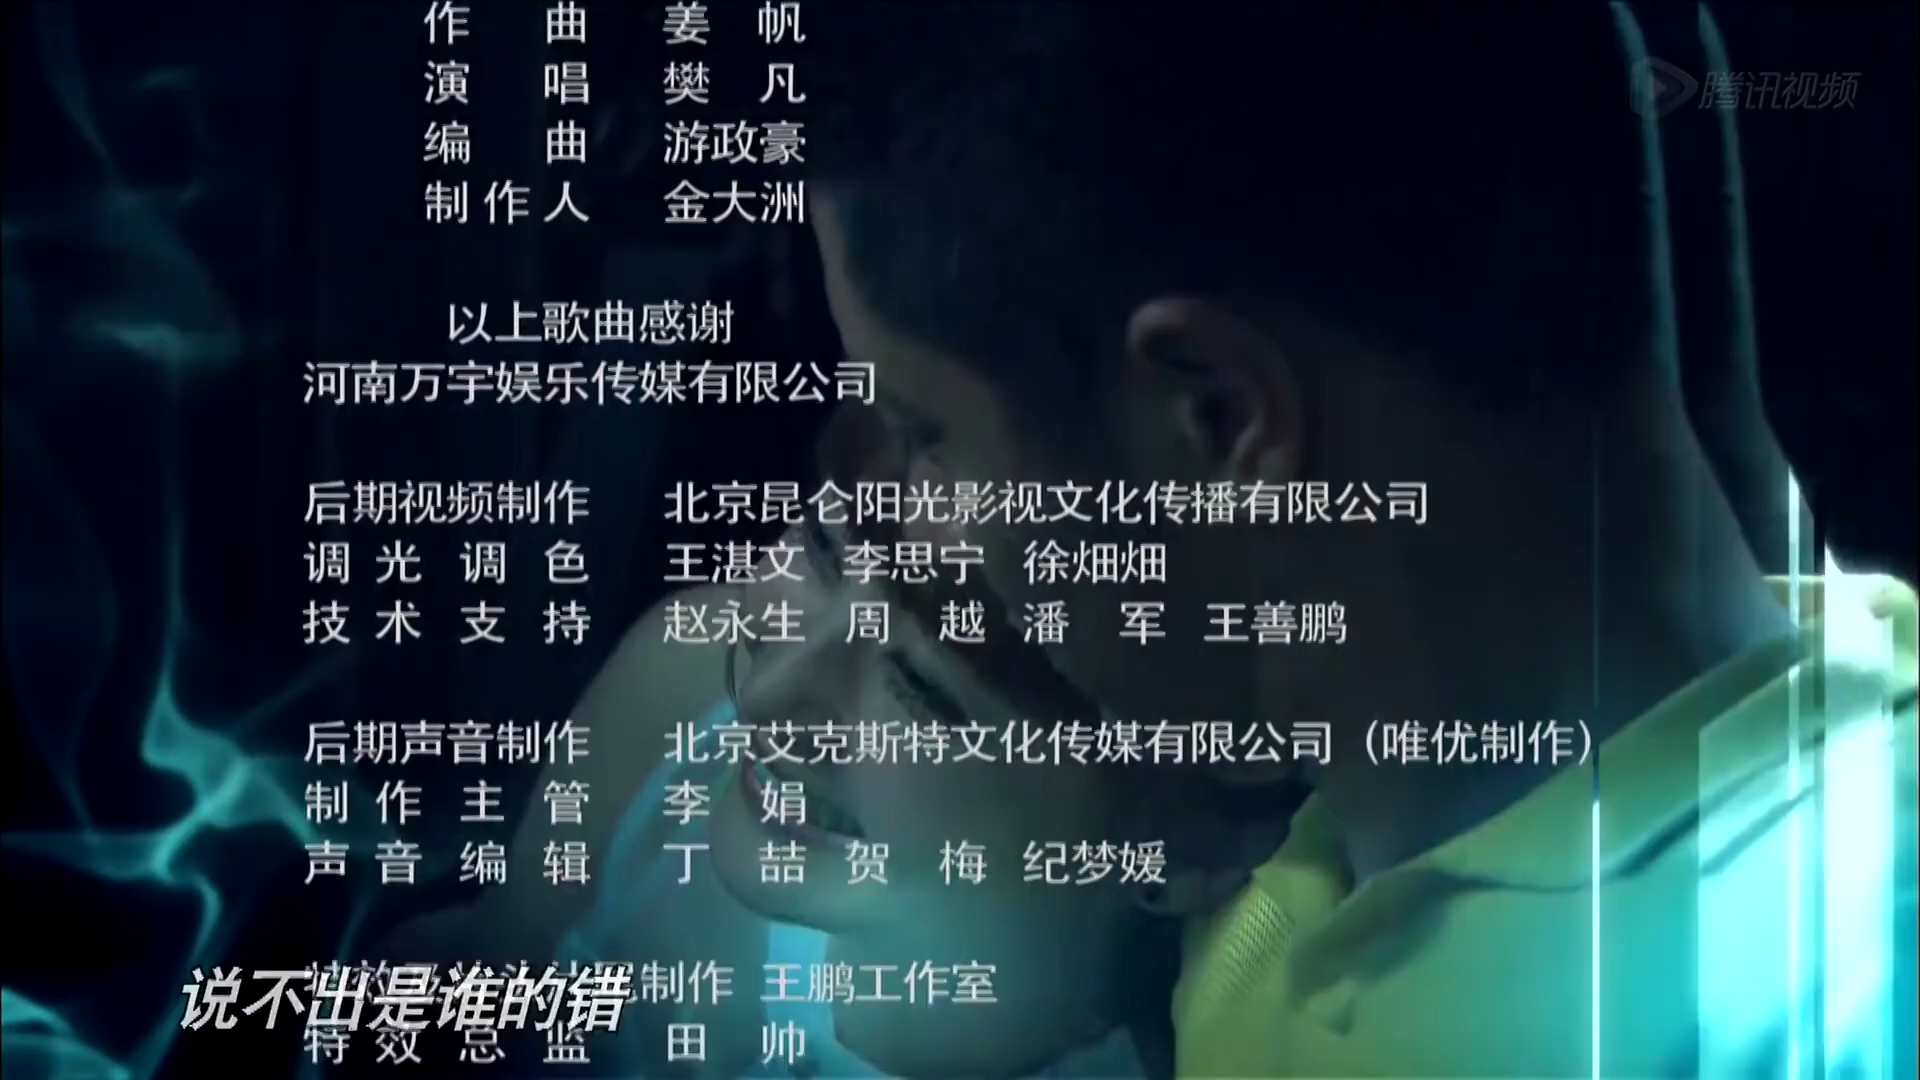 作 曲 姜 帆
腾讯视频
演 唱 樊 凡
编 曲 游政豪
制作人 金大洲
以上歌曲感谢
河南万宇娱乐传媒有限公司
后期视频制作 北京昆仑阳光影视文化传播有限公司
调光调色 王湛文 李思宁 徐畑畑
技术支持 赵永生 周 越 潘 军 王善鹏
后期声音制作 北京艾克斯特文化传媒有限公司（唯优制作）
制作主管 李 娟
声音编辑 丁 喆 贺 梅 纪梦媛
制作 王鹏工作室
说不出是谁的错
特效总监 田 帅